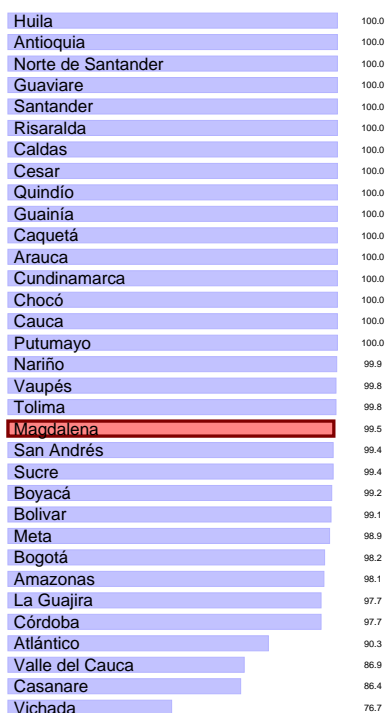 Huila 100.0
Antioquia 100.0
Norte de Santander 100.0
Guaviare 100.0
Santander 100.0
Risaralda 100.0
Caldas 100.0
Cesar 100.0
Quindío 100.0
Guainía 100.0
Caquetá 100.0
Arauca 100.0
Cundinamarca 100.0
Chocó 100.0
Cauca 100.0
Putumayo 100.0
Nariño 99.9
Vaupés 99.8
Tolima 99.8
Magdalena 99.5
San Andrés 99.4
Sucre 99.4
Boyacá 99.2
Bolivar 99.1
Meta 98.9
Bogotá 98.2
Amazonas 98.1
La Guajira 97.7
Córdoba 97.7
Atlántico 90.3
Valle del Cauca 86.9
Casanare 86.4
Vichada 76.7